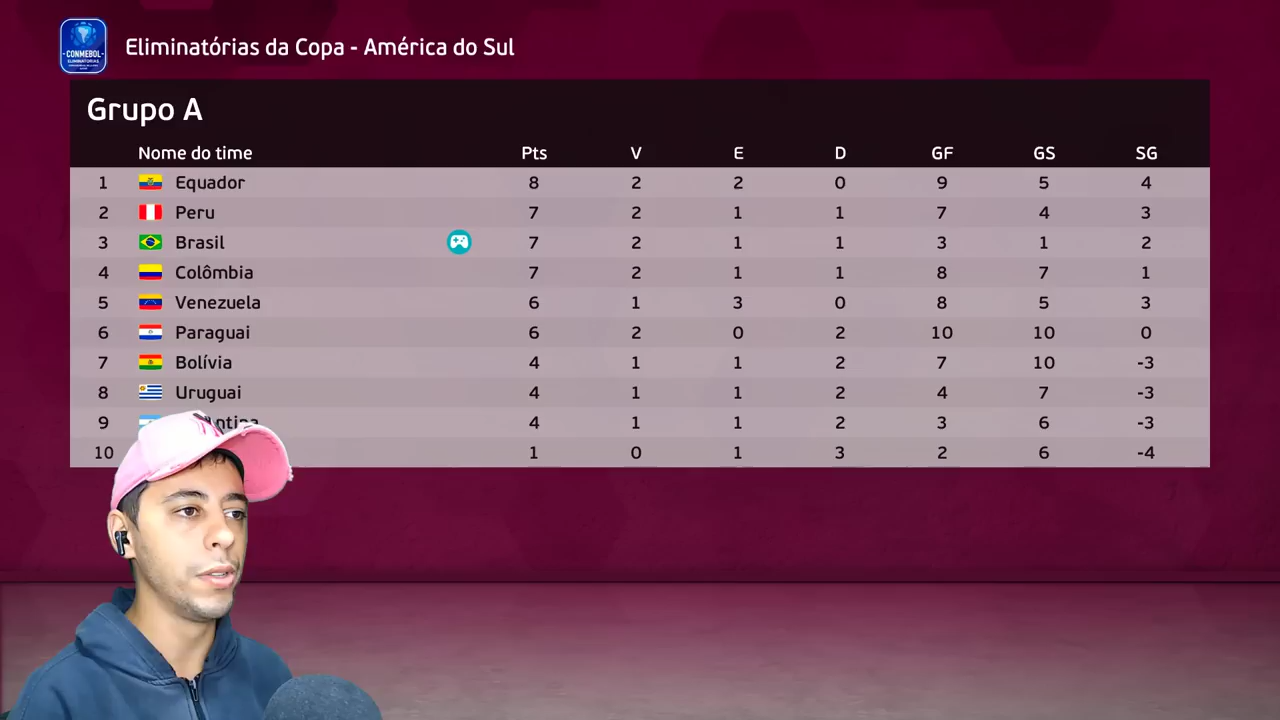 CONMEBOL
ELIMINATORIAS
Eliminatórias da Copa - América do Sul
Grupo A
Nome do time Pts V E D GF GS SG
1 Equador 8 2 2 0 9 5 4
2 Peru 7 2 1 1 7 4 3
3 Brasil 7 2 1 1 3 1 2
4 Colômbia 7 2 1 1 8 7 1
5 Venezuela 6 1 3 0 8 5 3
6 Paraguai 6 2 0 2 10 10 0
7 Bolívia 4 1 1 2 7 10 -3
8 Uruguai 4 1 1 2 4 7 -3
9 4 1 1 2 3 6 -3
10 1 0 1 3 2 6 -4